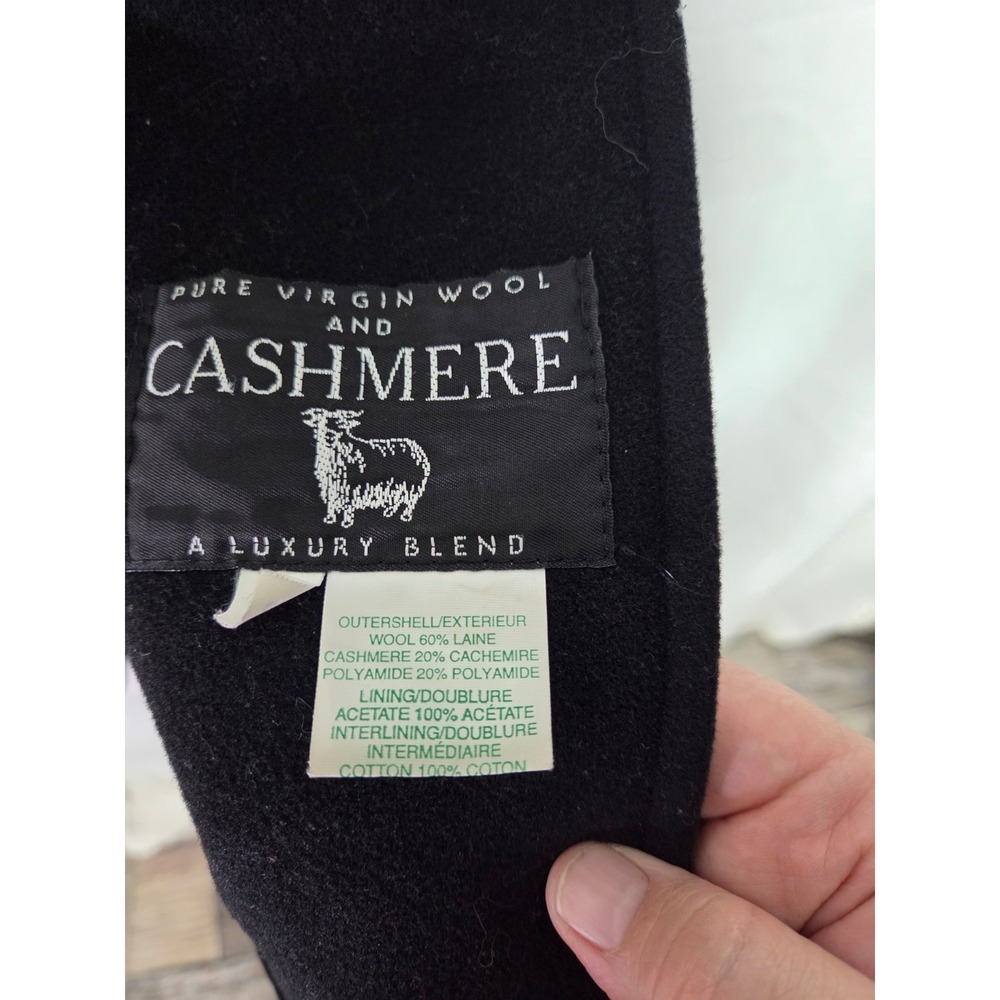 PURE VIRGIN WOOL
AND
CASHMERE
A LUXURY BLEND
OUTERSHELL/EXTERIEUR
WOOL 60% LAINE
CASHMERE 20% CACHEMIRE
POLYAMIDE 20% POLYAMIDE
LINING/DOUBLURE
ACETATE 100% ACÉTATE
INTERLINING/DOUBLURE
INTERMÉDIAIRE
COTTON 100% COTON